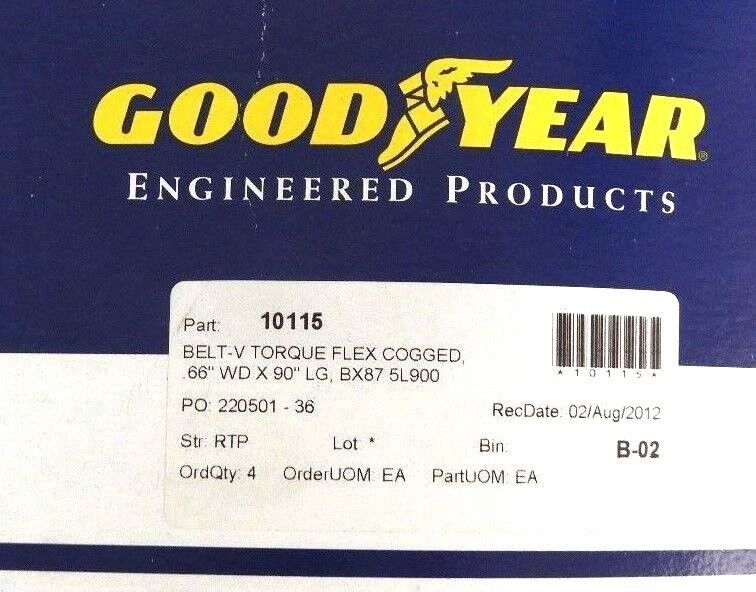 GOODYEAR®
ENGINEERED PRODUCTS
Part: 10115
BELT-V TORQUE FLEX COGGED,
.66" WD X 90" LG, BX87 5L900
*10115*
PO: 220501 - 36 RecDate: 02/Aug/2012
Str: RTP Lot * Bin: B-02
OrdQty: 4 OrderUOM: EA PartUOM: EA